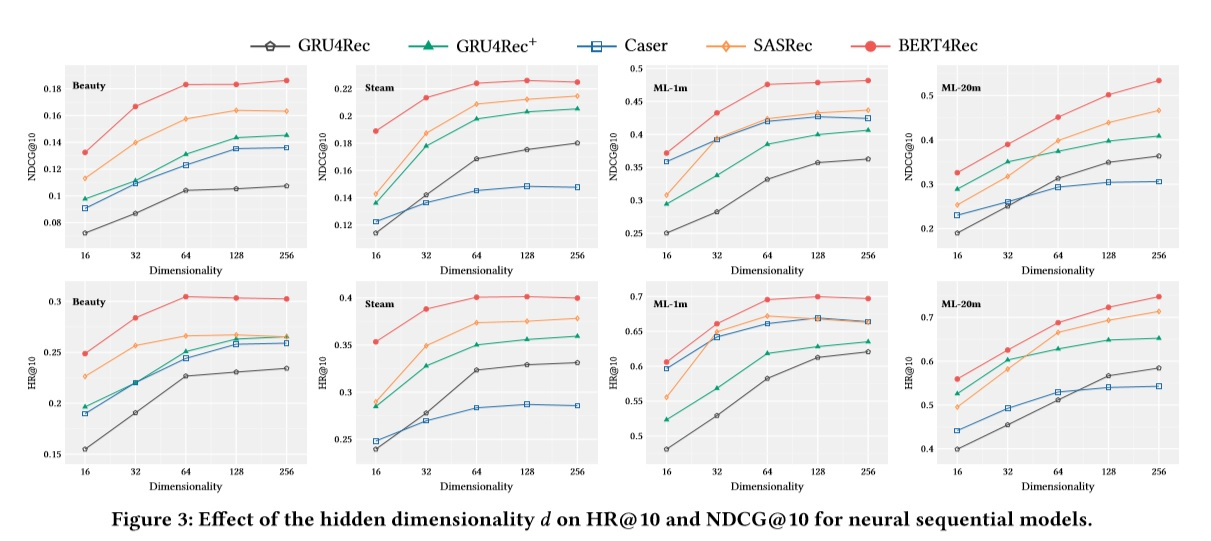 GRU4Rec GRU4Rec+ Caser SASRec BERT4Rec
Beauty
NDCG@10
0.18
0.16
0.14
0.12
0.1
0.08
16 32 64 128 256
Dimensionality
Steam
NDCG@10
0.22
0.2
0.18
0.16
0.14
0.12
16 32 64 128 256
Dimensionality
ML-1m
NDCG@10
0.5
0.45
0.4
0.35
0.3
0.25
16 32 64 128 256
Dimensionality
ML-20m
NDCG@10
0.5
0.4
0.3
0.2
16 32 64 128 256
Dimensionality
Beauty
HR@10
0.3
0.25
0.2
0.15
16 32 64 128 256
Dimensionality
Steam
HR@10
0.4
0.35
0.3
0.25
16 32 64 128 256
Dimensionality
ML-1m
HR@10
0.7
0.65
0.6
0.55
0.5
16 32 64 128 256
Dimensionality
ML-20m
HR@10
0.7
0.6
0.5
0.4
16 32 64 128 256
Dimensionality
Figure 3: Effect of the hidden dimensionality d on HR@10 and NDCG@10 for neural sequential models.